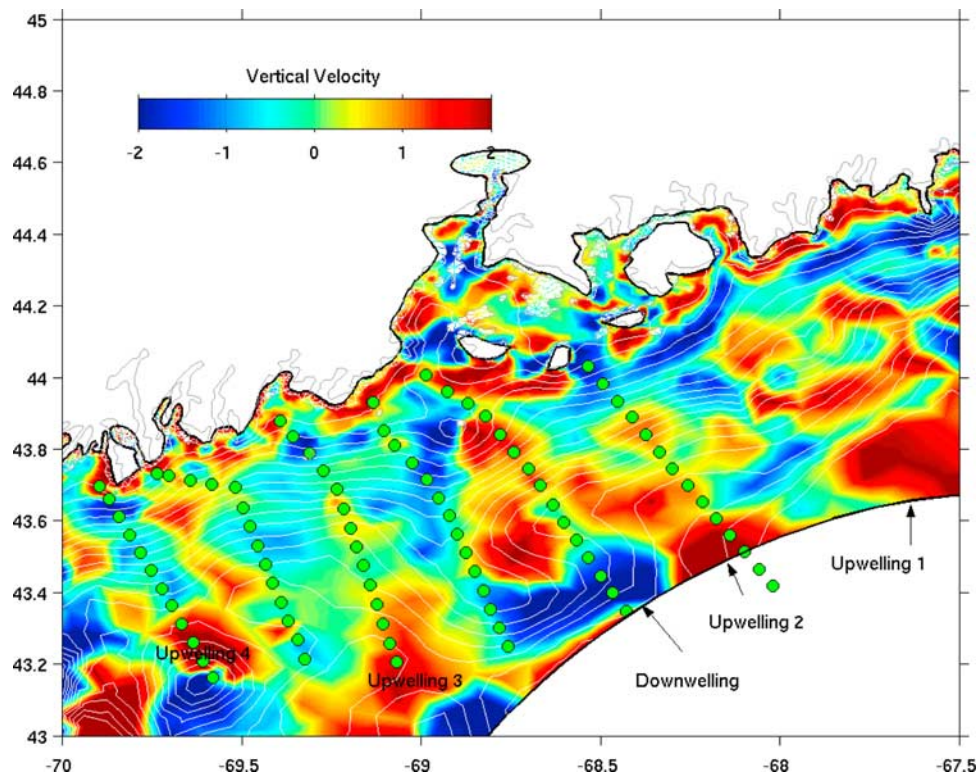 45
44.8
44.6
44.4
44.2
44
43.8
43.6
43.4
43.2
43
Vertical Velocity
-2 -1 0 1 2
Upwelling 1
Upwelling 2
Upwelling 4
Upwelling 3
Downwelling
-70 -69.5 -69 -68.5 -68 -67.5